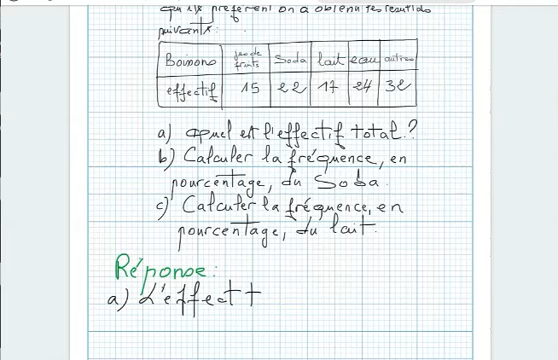 qu'ils préfèrent on a obtenu les résultats
suivants :
Boissons jus de fruits Soda lait eau autres
effectif 15 22 17 24 32
a) quel est l'effectif total ?
b) Calculer la fréquence, en
pourcentage, du Soda.
c) Calculer la fréquence, en
pourcentage, du lait.
Réponse :
a) L'effect t